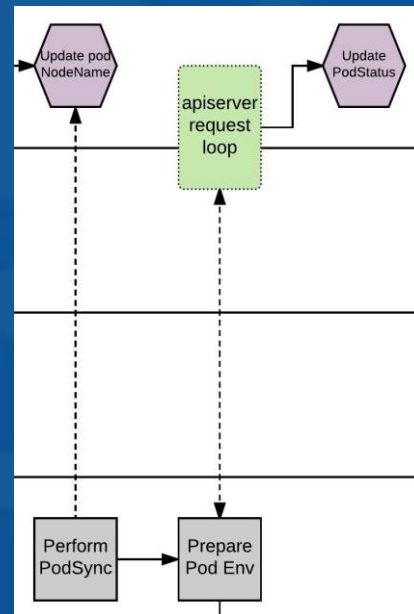 Update pod
NodeName
apiserver
request
loop
Update
PodStatus
Perform
PodSync
Prepare
Pod Env